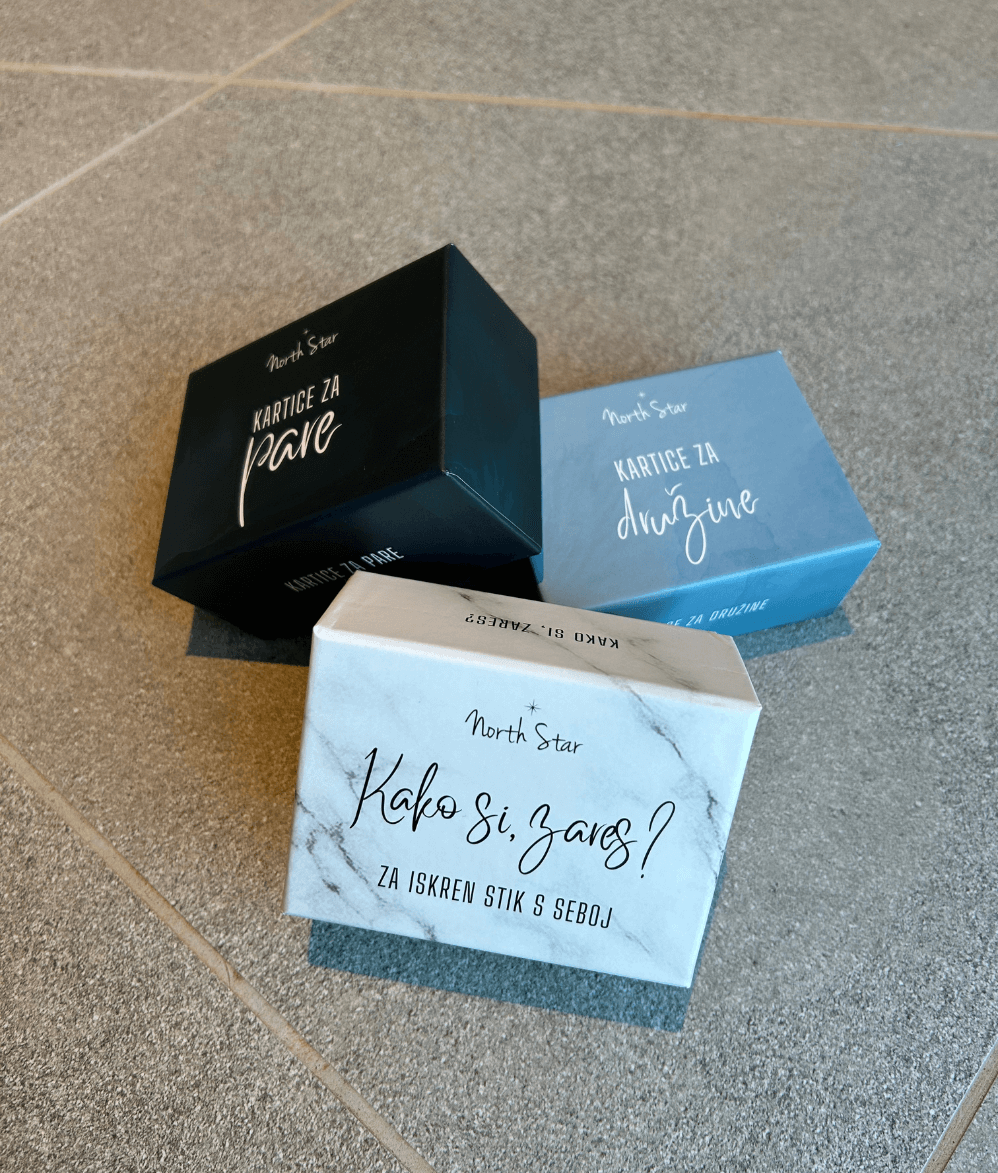 North Star
KARTICE ZA
pare
KARTICE ZA PARE
North Star
KARTICE ZA
družine
ZA DRUŽINE
KAKO SI, ZARES?
North Star
Kako si, zares?
ZA ISKREN STIK S SEBOJ